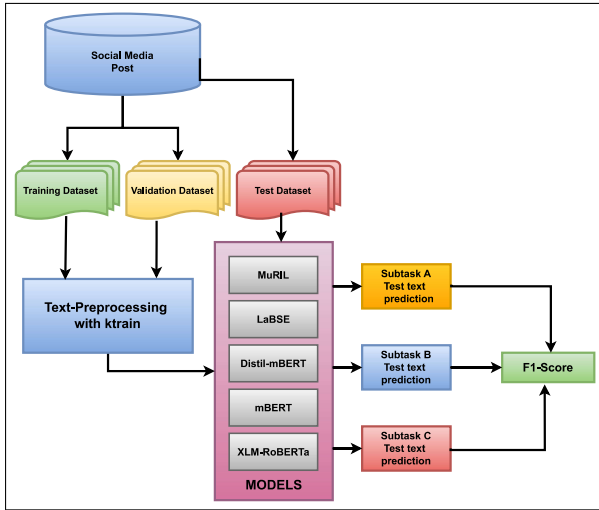 Social Media
Post
Training Dataset
Validation Dataset
Test Dataset
Text-Preprocessing
with ktrain
MuRIL
LaBSE
Distil-mBERT
mBERT
XLM-RoBERTa
MODELS
Subtask A
Test text
prediction
Subtask B
Test text
prediction
Subtask C
Test text
prediction
F1-Score